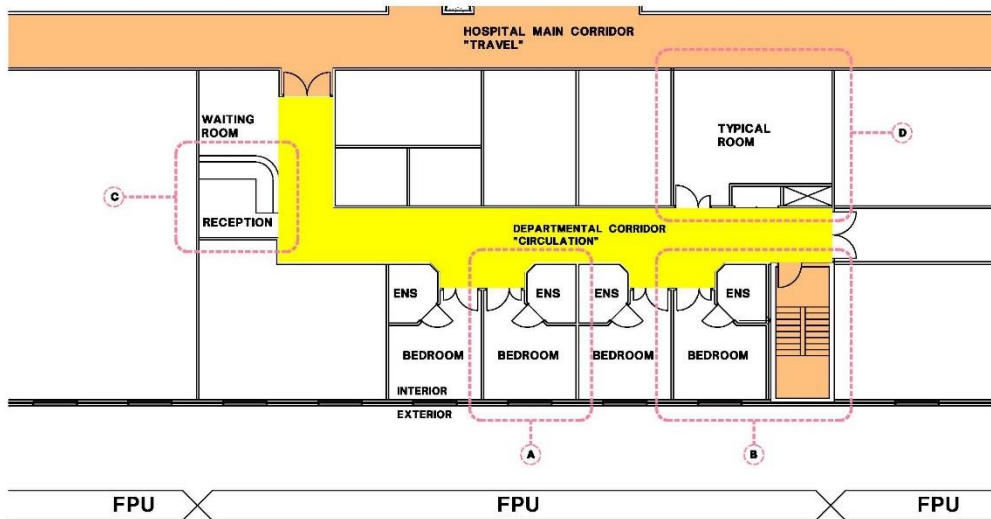 HOSPITAL MAIN CORRIDOR
"TRAVEL"
WAITING
ROOM
TYPICAL
ROOM
D
C
RECEPTION
DEPARTMENTAL CORRIDOR
"CIRCULATION"
ENS
ENS
ENS
ENS
BEDROOM
BEDROOM
BEDROOM
BEDROOM
INTERIOR
EXTERIOR
A
B
FPU
FPU
FPU